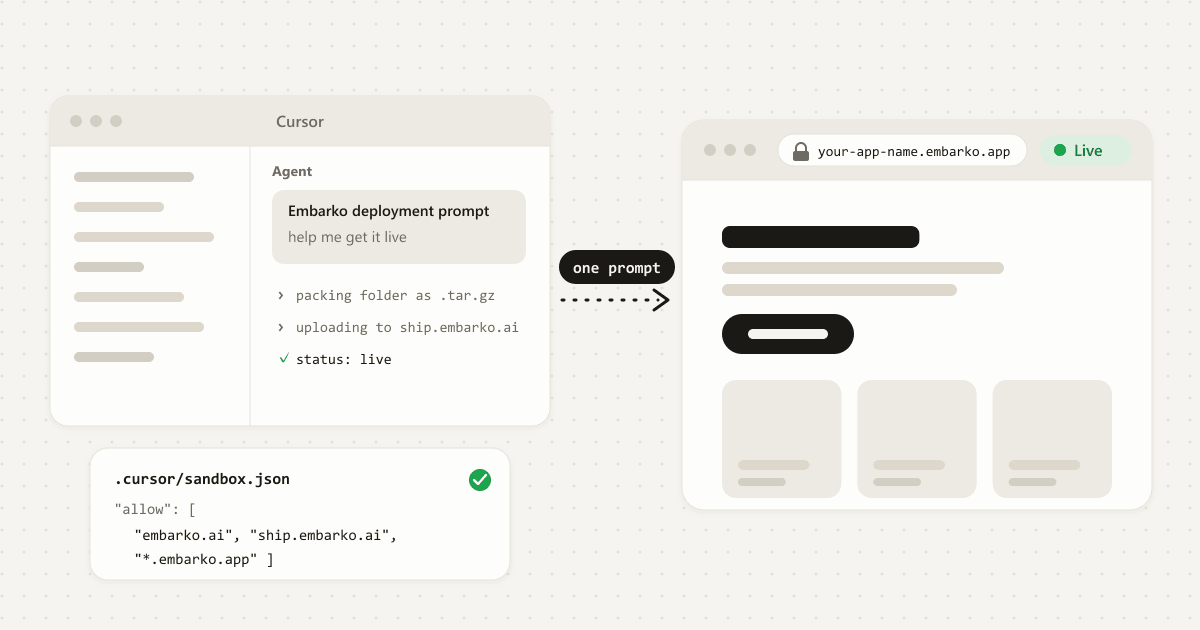 Cursor
Agent
Embarko deployment prompt
help me get it live
› packing folder as .tar.gz
› uploading to ship.embarko.ai
✓ status: live
.cursor/sandbox.json
"allow": [
"embarko.ai", "ship.embarko.ai",
"*.embarko.app" ]
one prompt
your-app-name.embarko.app
Live